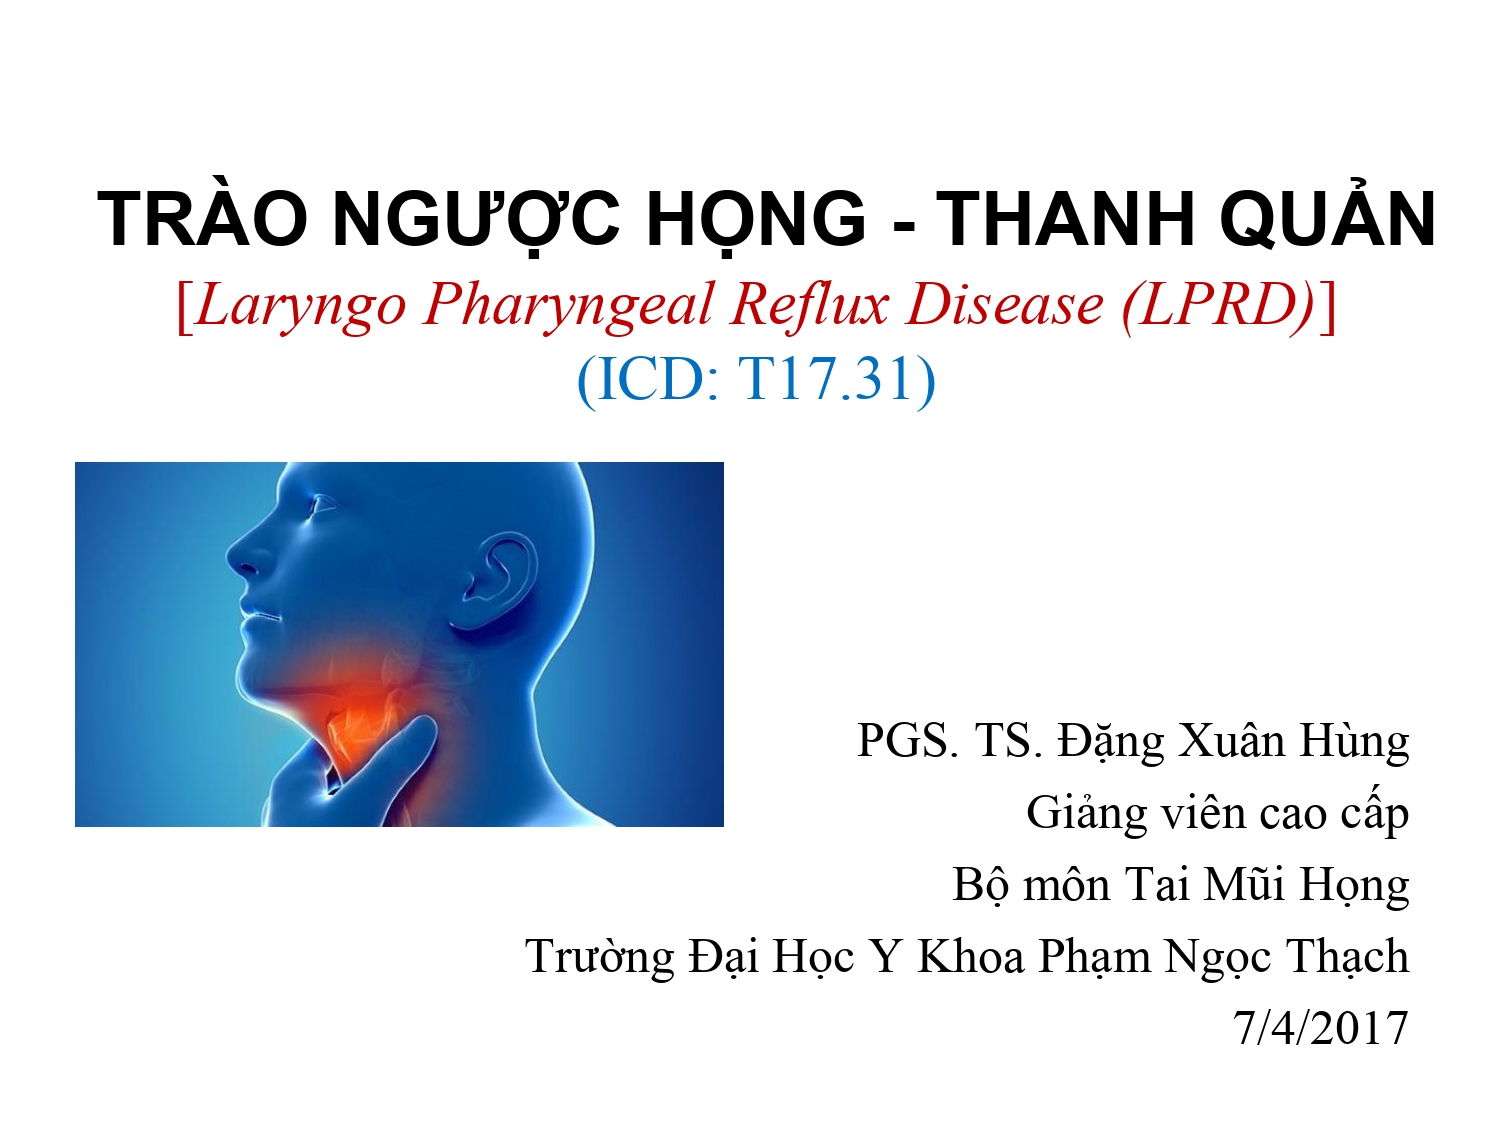 TRÀO NGƯỢC HỌNG - THANH QUẢN
[Laryngo Pharyngeal Reflux Disease (LPRD)]
(ICD: T17.31)
PGS. TS. Đặng Xuân Hùng
Giảng viên cao cấp
Bộ môn Tai Mũi Họng
Trường Đại Học Y Khoa Phạm Ngọc Thạch
7/4/2017